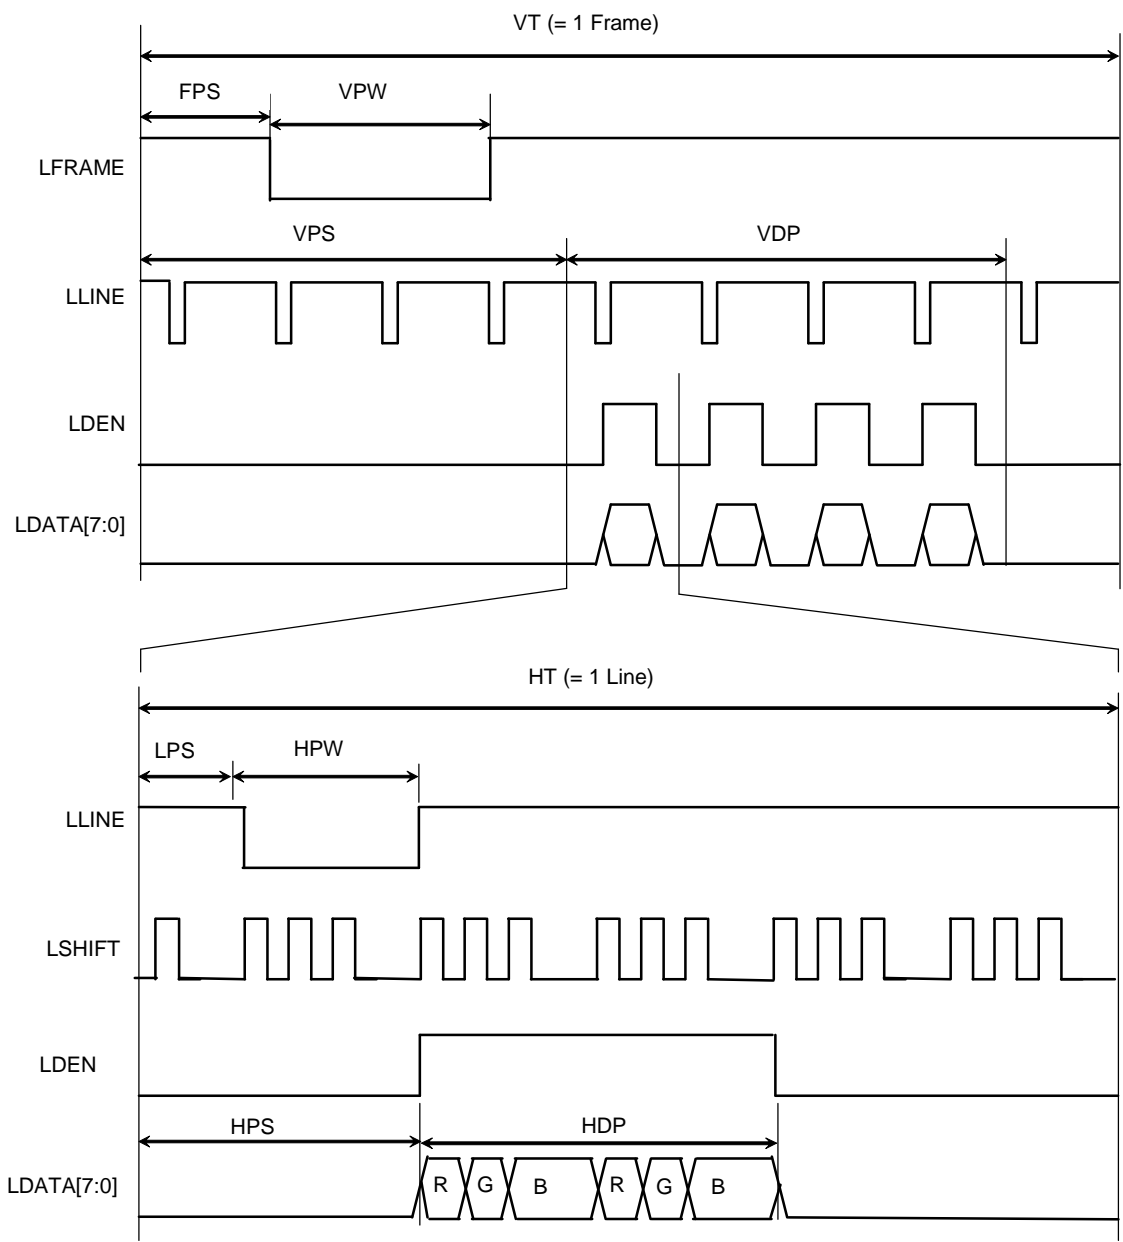 VT (= 1 Frame)
FPS VPW
LFRAME
VPS VDP
LLINE
LDEN
LDATA[7:0]
HT (= 1 Line)
LPS HPW
LLINE
LSHIFT
LDEN
HPS HDP
LDATA[7:0] R G B R G B